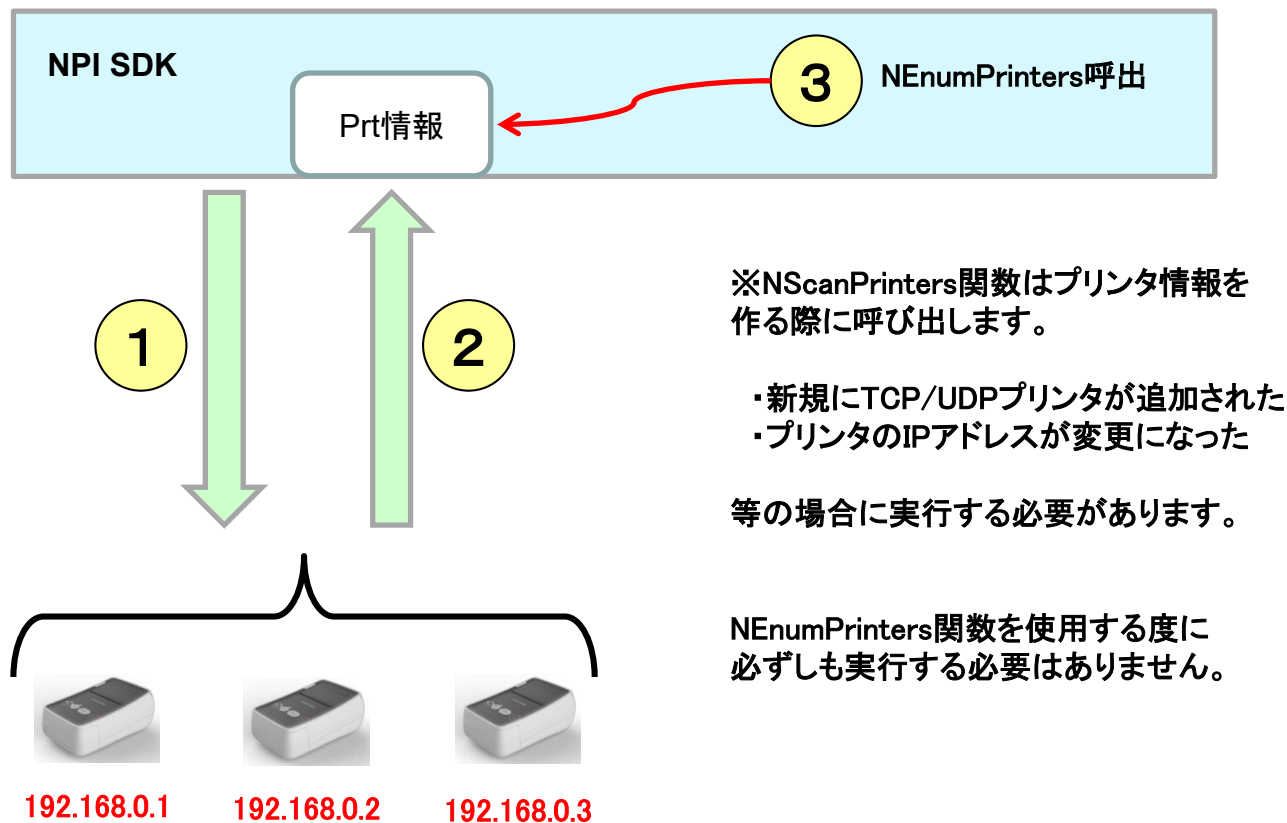 NPI SDK
Prt情報
3
NEnumPrinters呼出
1
2
※NScanPrinters関数はプリンタ情報を
作る際に呼び出します。
・新規にTCP/UDPプリンタが追加された
・プリンタのIPアドレスが変更になった
等の場合に実行する必要があります。
NEnumPrinters関数を使用する度に
必ずしも実行する必要はありません。
192.168.0.1
192.168.0.2
192.168.0.3